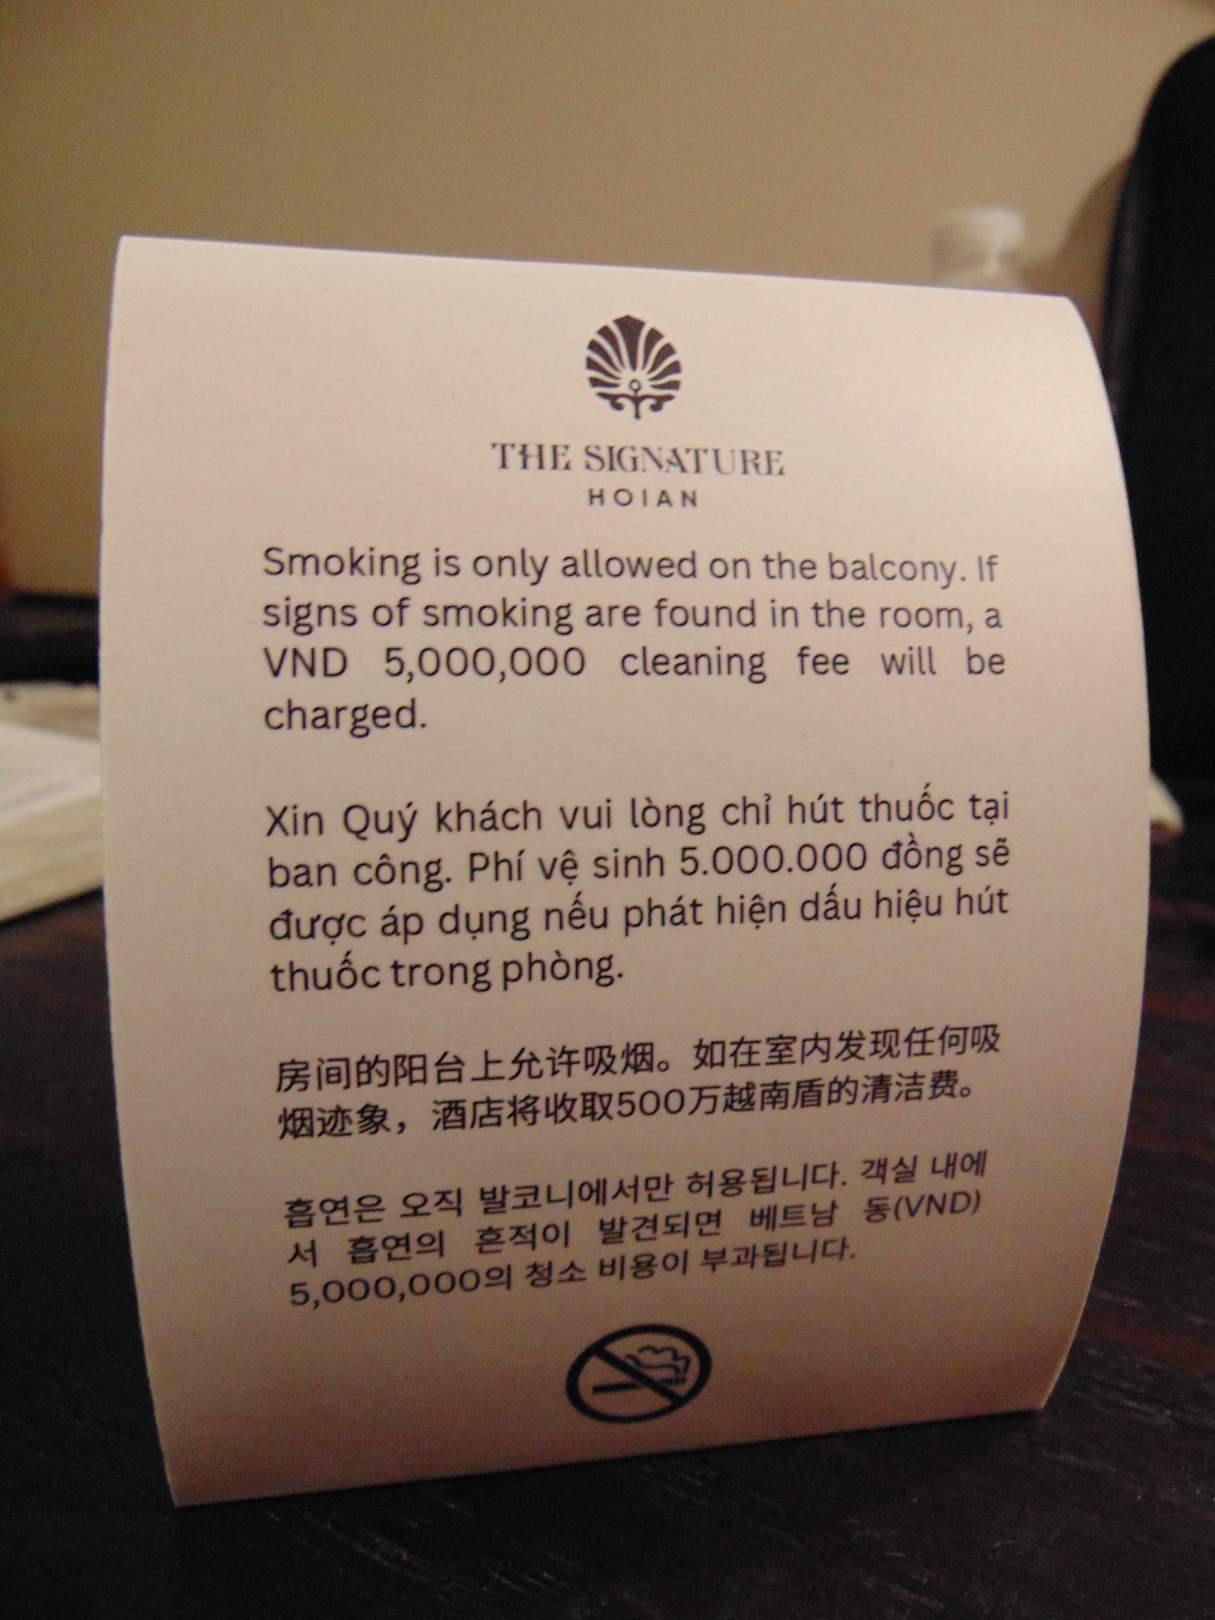 THE SIGNATURE
HOIAN
Smoking is only allowed on the balcony. If
signs of smoking are found in the room, a
VND 5,000,000 cleaning fee will be
charged.
Xin Quý khách vui lòng chỉ hút thuốc tại
ban công. Phí vệ sinh 5.000.000 đồng sẽ
được áp dụng nếu phát hiện dấu hiệu hút
thuốc trong phòng.
房间的阳台上允许吸烟。如在室内发现任何吸
烟迹象，酒店将收取500万越南盾的清洁费。
흡연은 오직 발코니에서만 허용됩니다. 객실 내에
서 흡연의 흔적이 발견되면 베트남 동(VND)
5,000,000의 청소 비용이 부과됩니다.